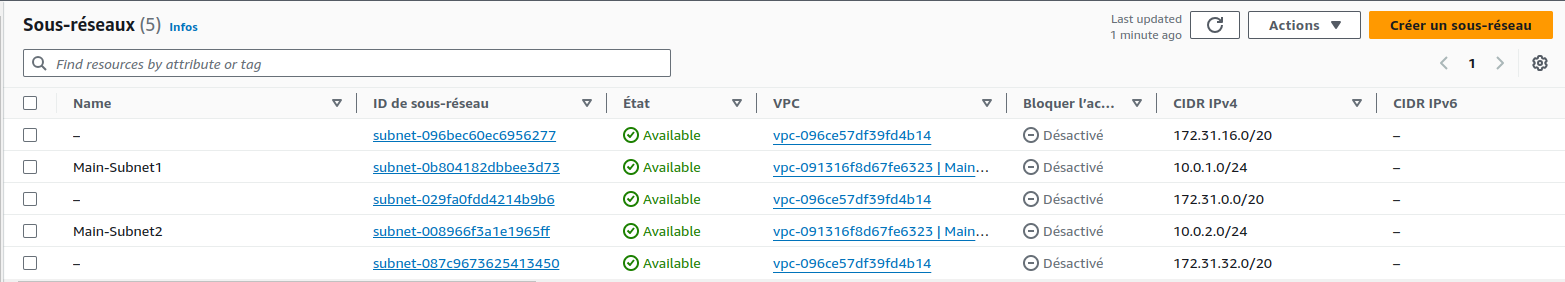 Sous-réseaux (5) Infos
Last updated
1 minute ago
Actions
Créer un sous-réseau
Find resources by attribute or tag
1
Name ID de sous-réseau État VPC Bloquer l’ac... CIDR IPv4 CIDR IPv6
– subnet-096bec60ec6956277 Available vpc-096ce57df39fd4b14 Désactivé 172.31.16.0/20 –
Main-Subnet1 subnet-0b804182dbbee3d73 Available vpc-091316f8d67fe6323 | Main... Désactivé 10.0.1.0/24 –
– subnet-029fa0fdd4214b9b6 Available vpc-096ce57df39fd4b14 Désactivé 172.31.0.0/20 –
Main-Subnet2 subnet-008966f3a1e1965ff Available vpc-091316f8d67fe6323 | Main... Désactivé 10.0.2.0/24 –
– subnet-087c9673625413450 Available vpc-096ce57df39fd4b14 Désactivé 172.31.32.0/20 –